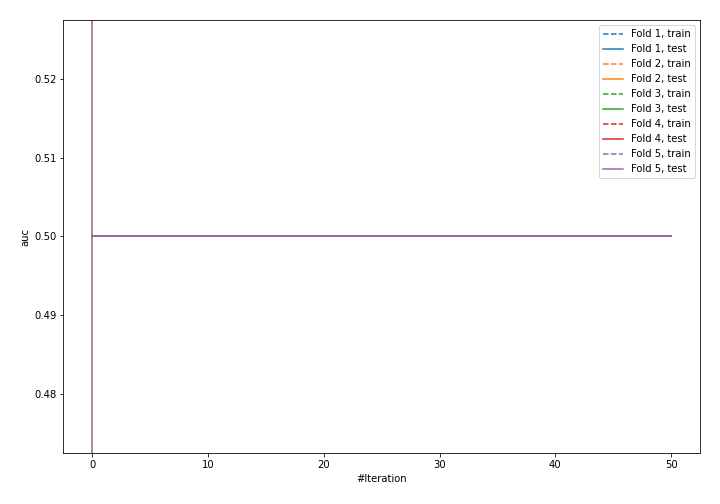 Fold 1, train
Fold 1, test
Fold 2, train
Fold 2, test
Fold 3, train
Fold 3, test
Fold 4, train
Fold 4, test
Fold 5, train
Fold 5, test
0.52
0.51
0.50
0.49
0.48
auc
0 10 20 30 40 50
#Iteration